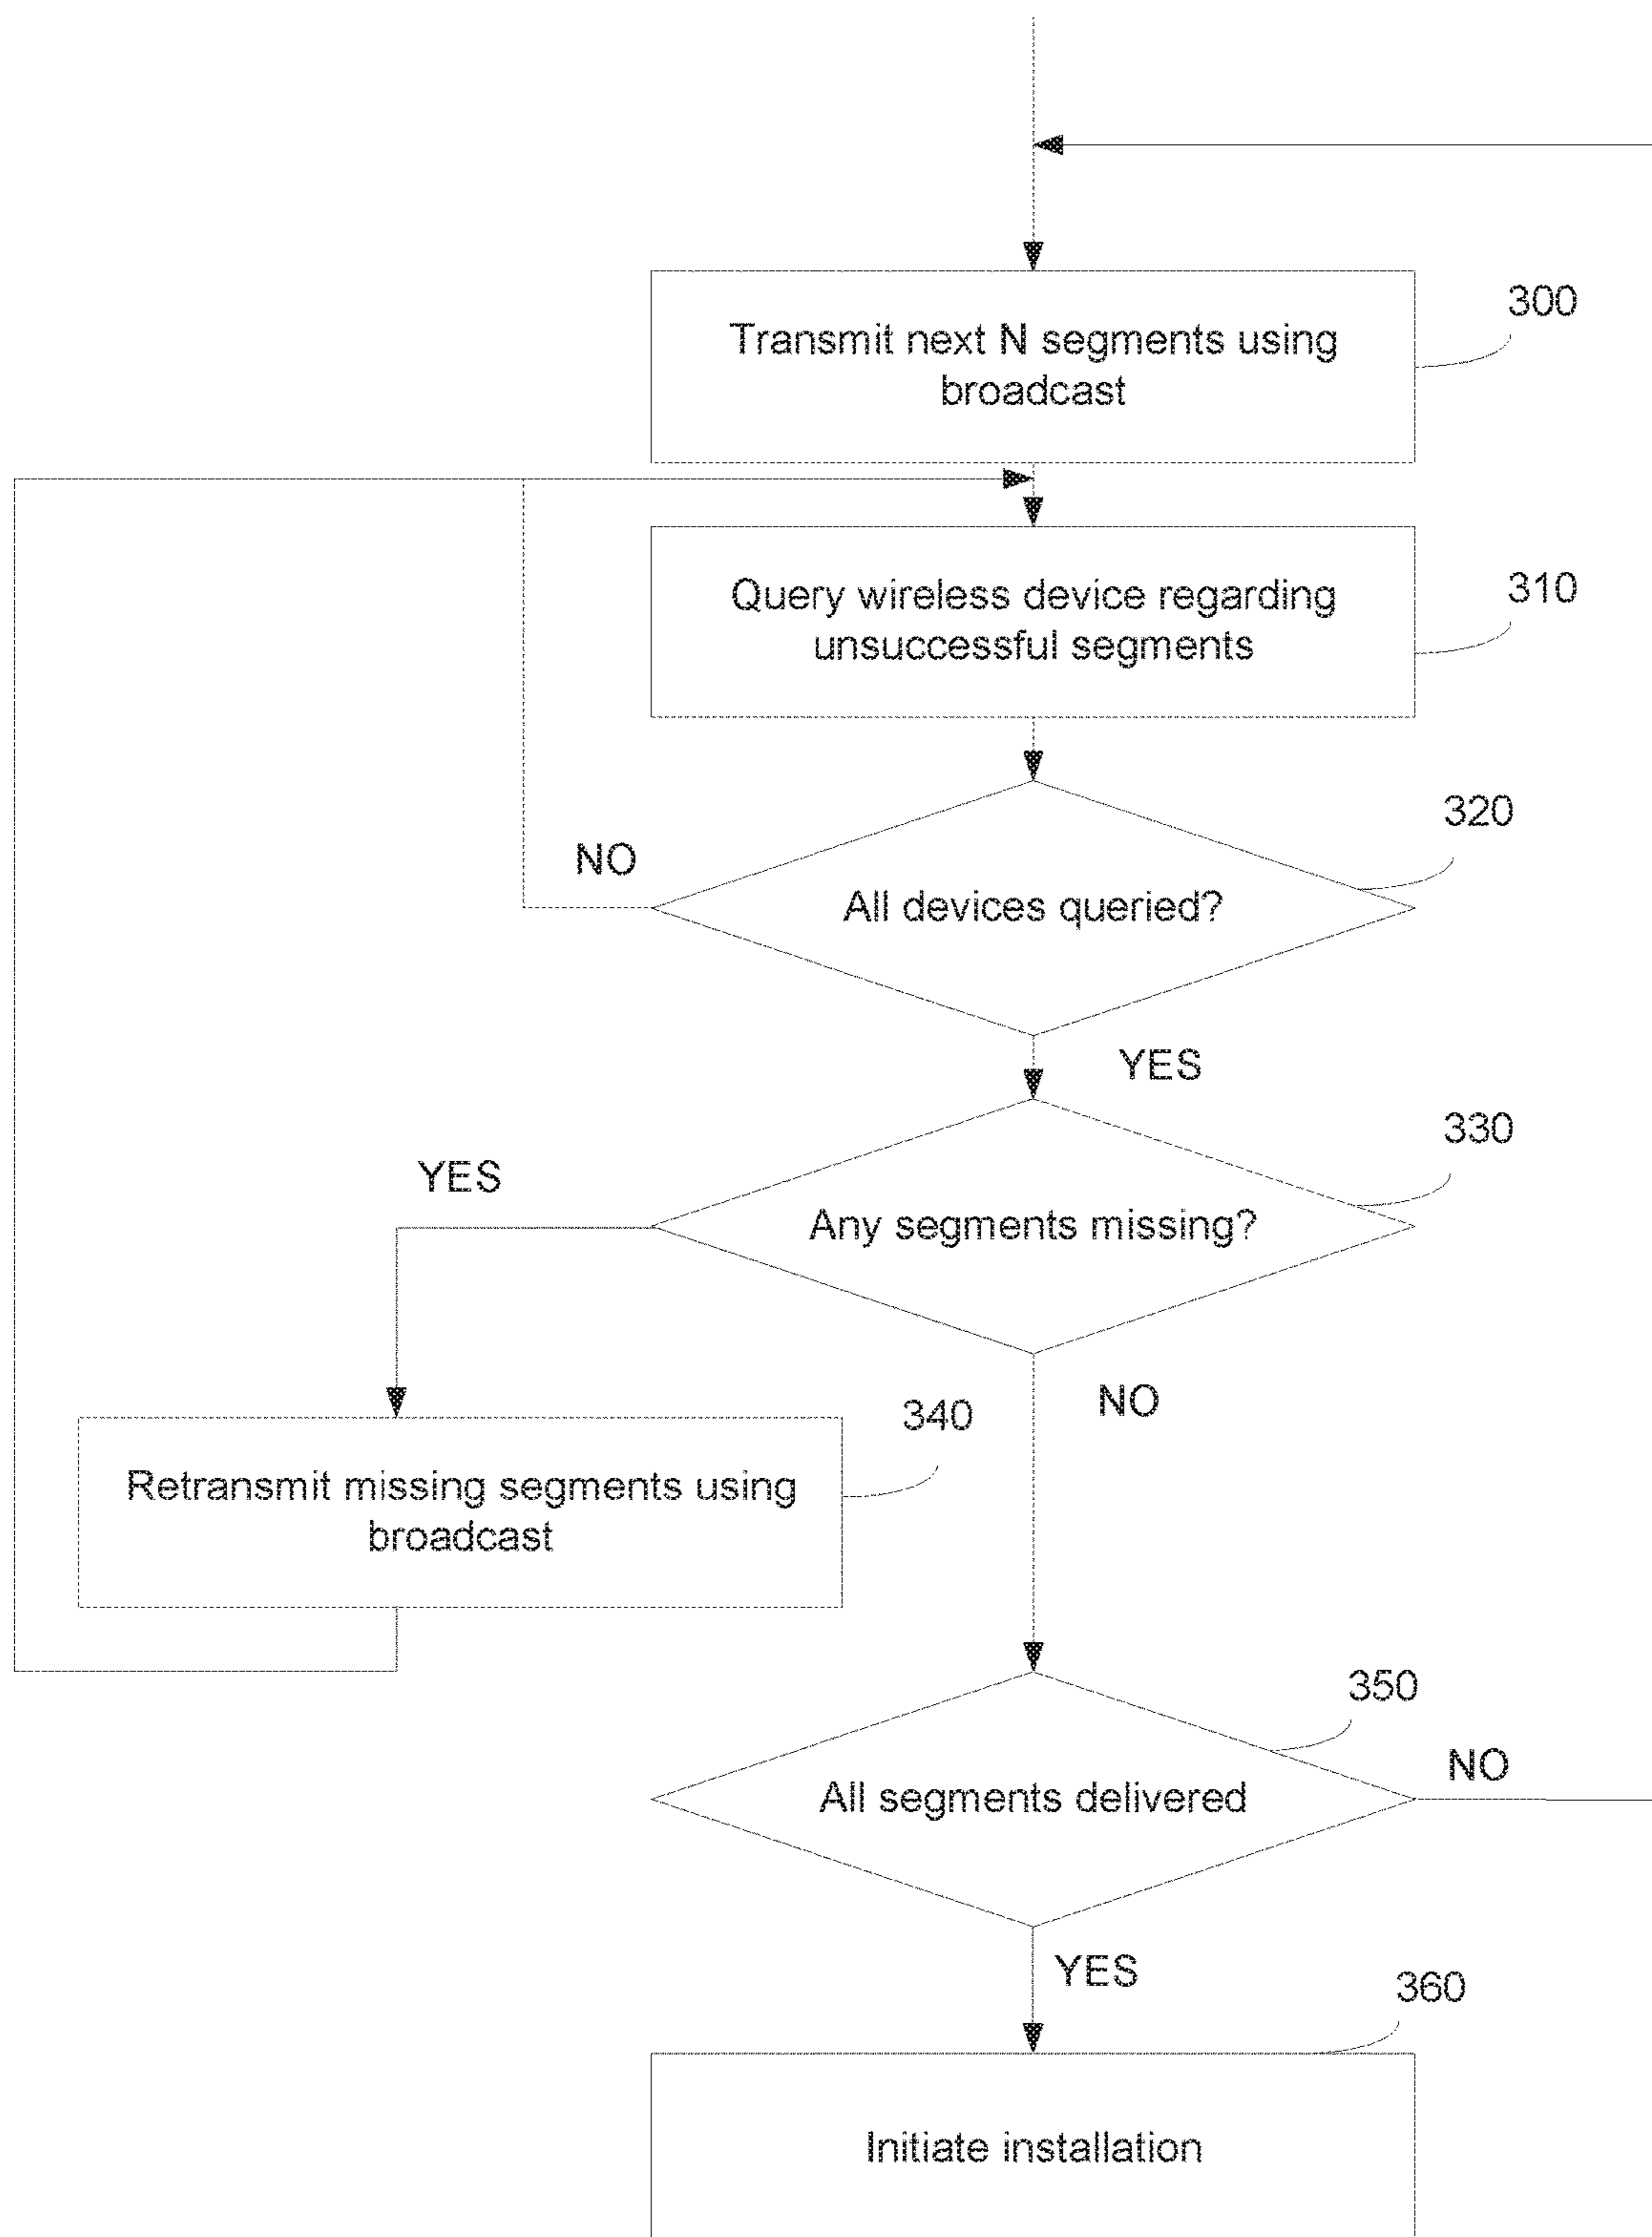 300
Transmit next N segments using
broadcast
310
Query wireless device regarding
unsuccessful segments
320
NO
All devices queried?
YES
330
YES
Any segments missing?
NO
340
Retransmit missing segments using
broadcast
350
NO
All segments delivered
YES
360
Initiate installation